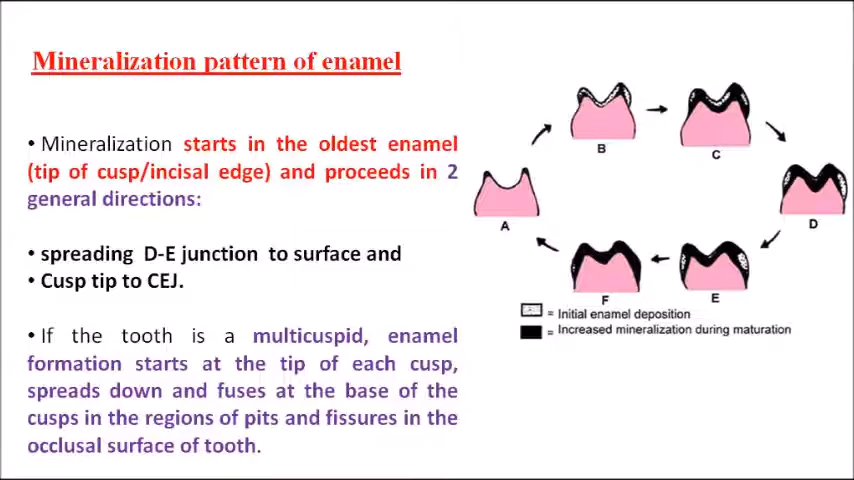 Mineralization pattern of enamel
• Mineralization starts in the oldest enamel
(tip of cusp/incisal edge) and proceeds in 2
general directions:
• spreading D-E junction to surface and
• Cusp tip to CEJ.
• If the tooth is a multicuspid, enamel
formation starts at the tip of each cusp,
spreads down and fuses at the base of the
cusps in the regions of pits and fissures in the
occlusal surface of tooth.
A
B
C
D
E
F
= Initial enamel deposition
= Increased mineralization during maturation